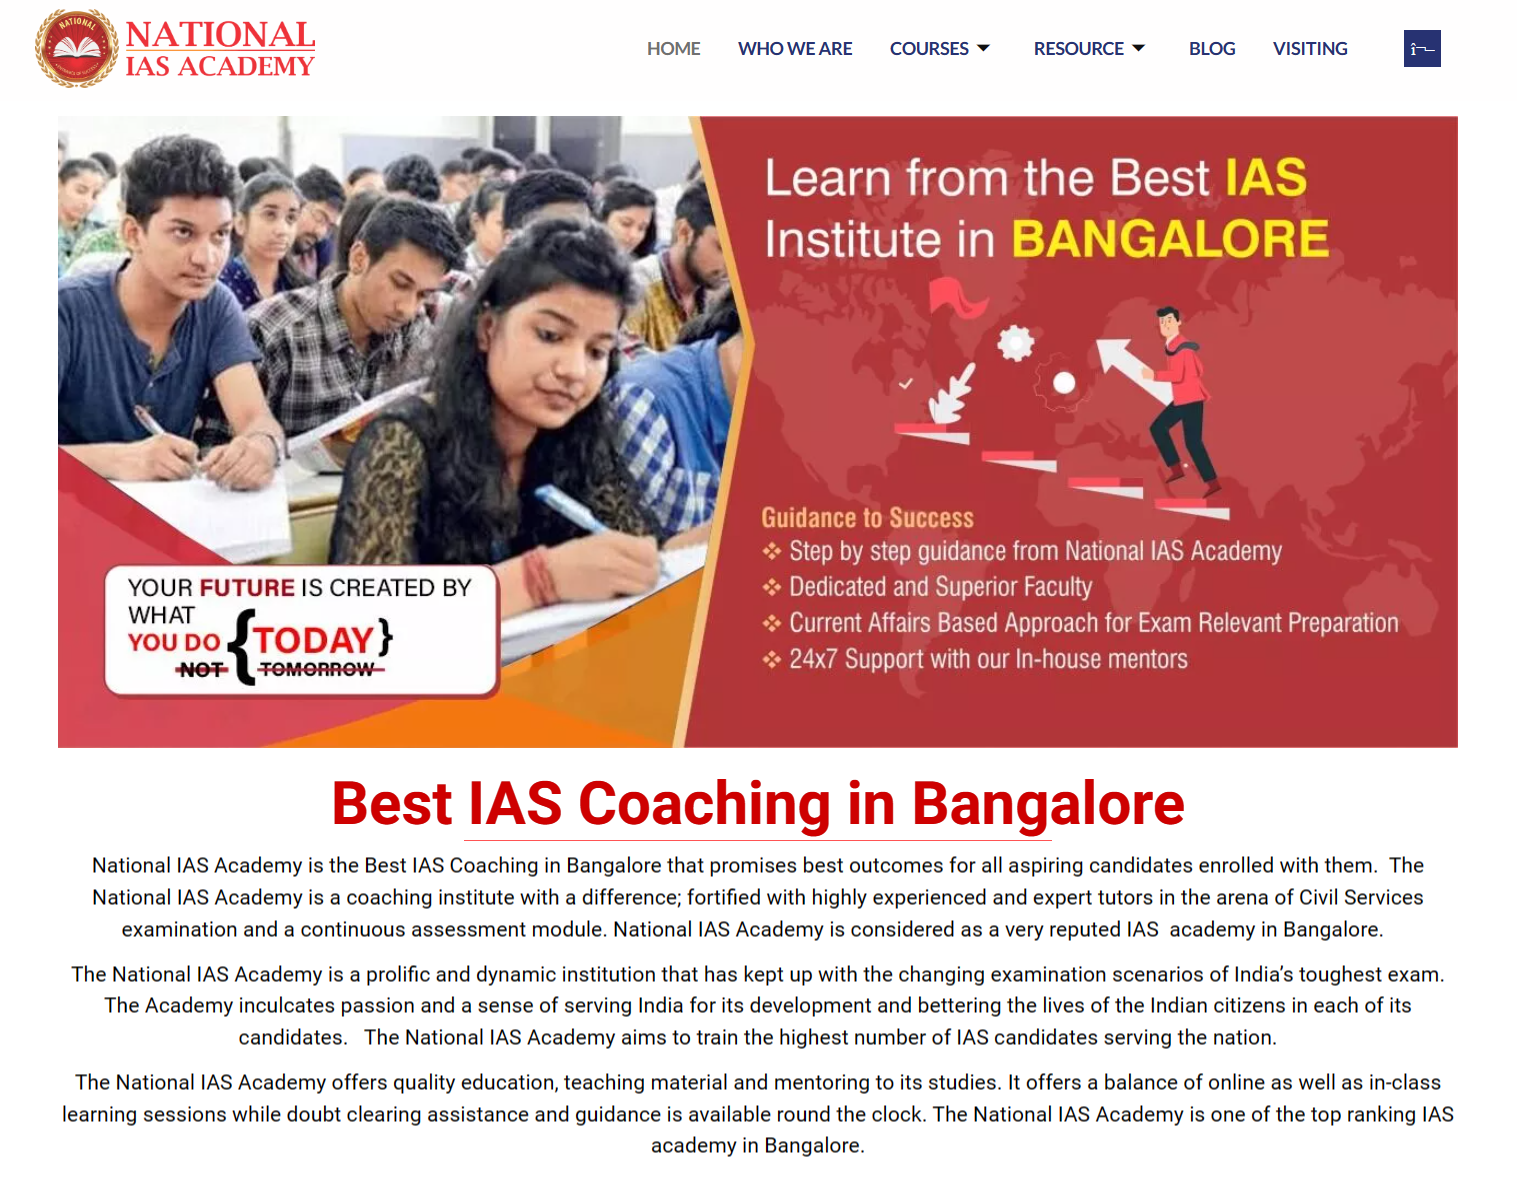 NATIONAL
NATIONAL
IAS ACADEMY
HOME
WHO WE ARE
COURSES
RESOURCE
BLOG
VISITING
Learn from the Best IAS
Institute in BANGALORE
Guidance to Success
Step by step guidance from National IAS Academy
Dedicated and Superior Faculty
Current Affairs Based Approach for Exam Relevant Preparation
24x7 Support with our In-house mentors
YOUR FUTURE IS CREATED BY
WHAT
YOU DO {TODAY}
NOT TOMORROW
Best IAS Coaching in Bangalore
National IAS Academy is the Best IAS Coaching in Bangalore that promises best outcomes for all aspiring candidates enrolled with them. The
National IAS Academy is a coaching institute with a difference; fortified with highly experienced and expert tutors in the arena of Civil Services
examination and a continuous assessment module. National IAS Academy is considered as a very reputed IAS academy in Bangalore.
The National IAS Academy is a prolific and dynamic institution that has kept up with the changing examination scenarios of India’s toughest exam.
The Academy inculcates passion and a sense of serving India for its development and bettering the lives of the Indian citizens in each of its
candidates. The National IAS Academy aims to train the highest number of IAS candidates serving the nation.
The National IAS Academy offers quality education, teaching material and mentoring to its studies. It offers a balance of online as well as in-class
learning sessions while doubt clearing assistance and guidance is available round the clock. The National IAS Academy is one of the top ranking IAS
academy in Bangalore.